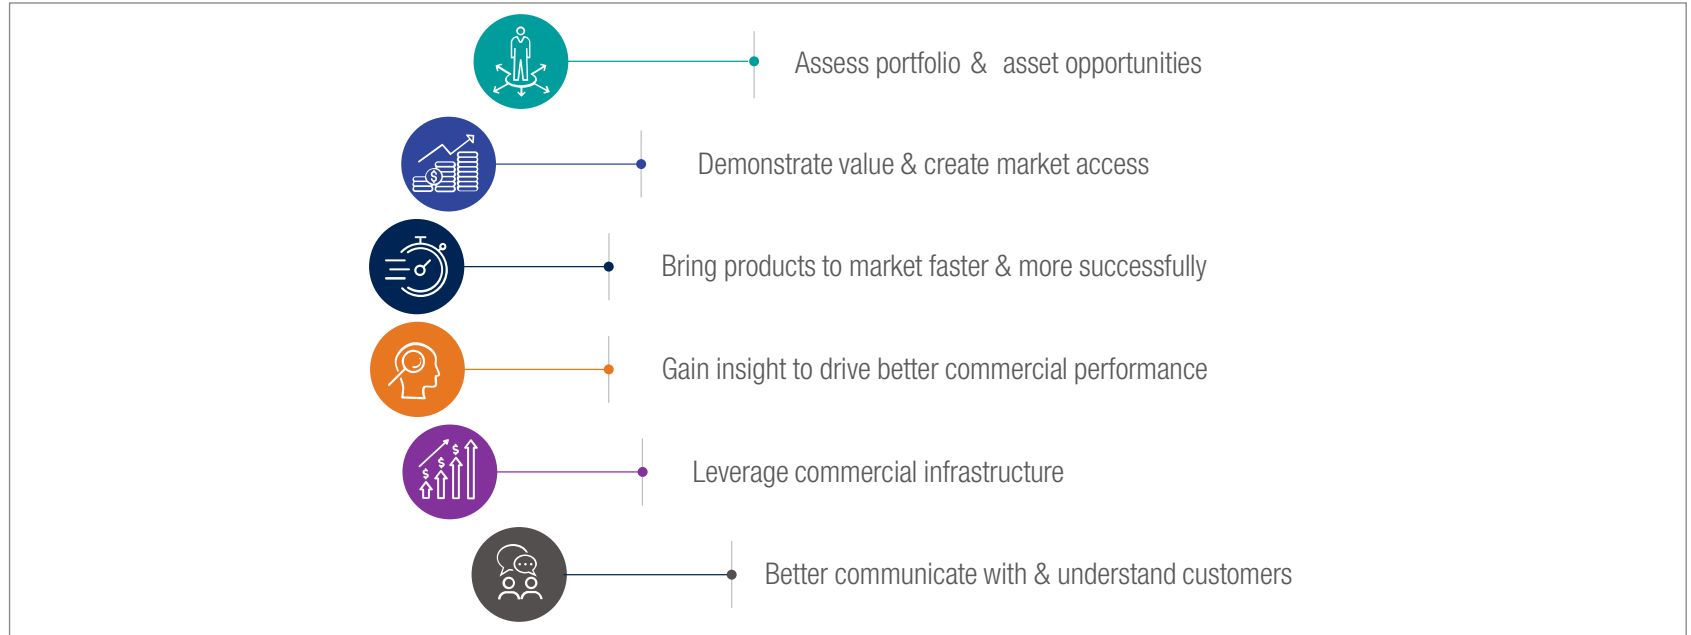 Assess portfolio & asset opportunities
$
Demonstrate value & create market access
Bring products to market faster & more successfully
Gain insight to drive better commercial performance
$ $ $
Leverage commercial infrastructure
Better communicate with & understand customers